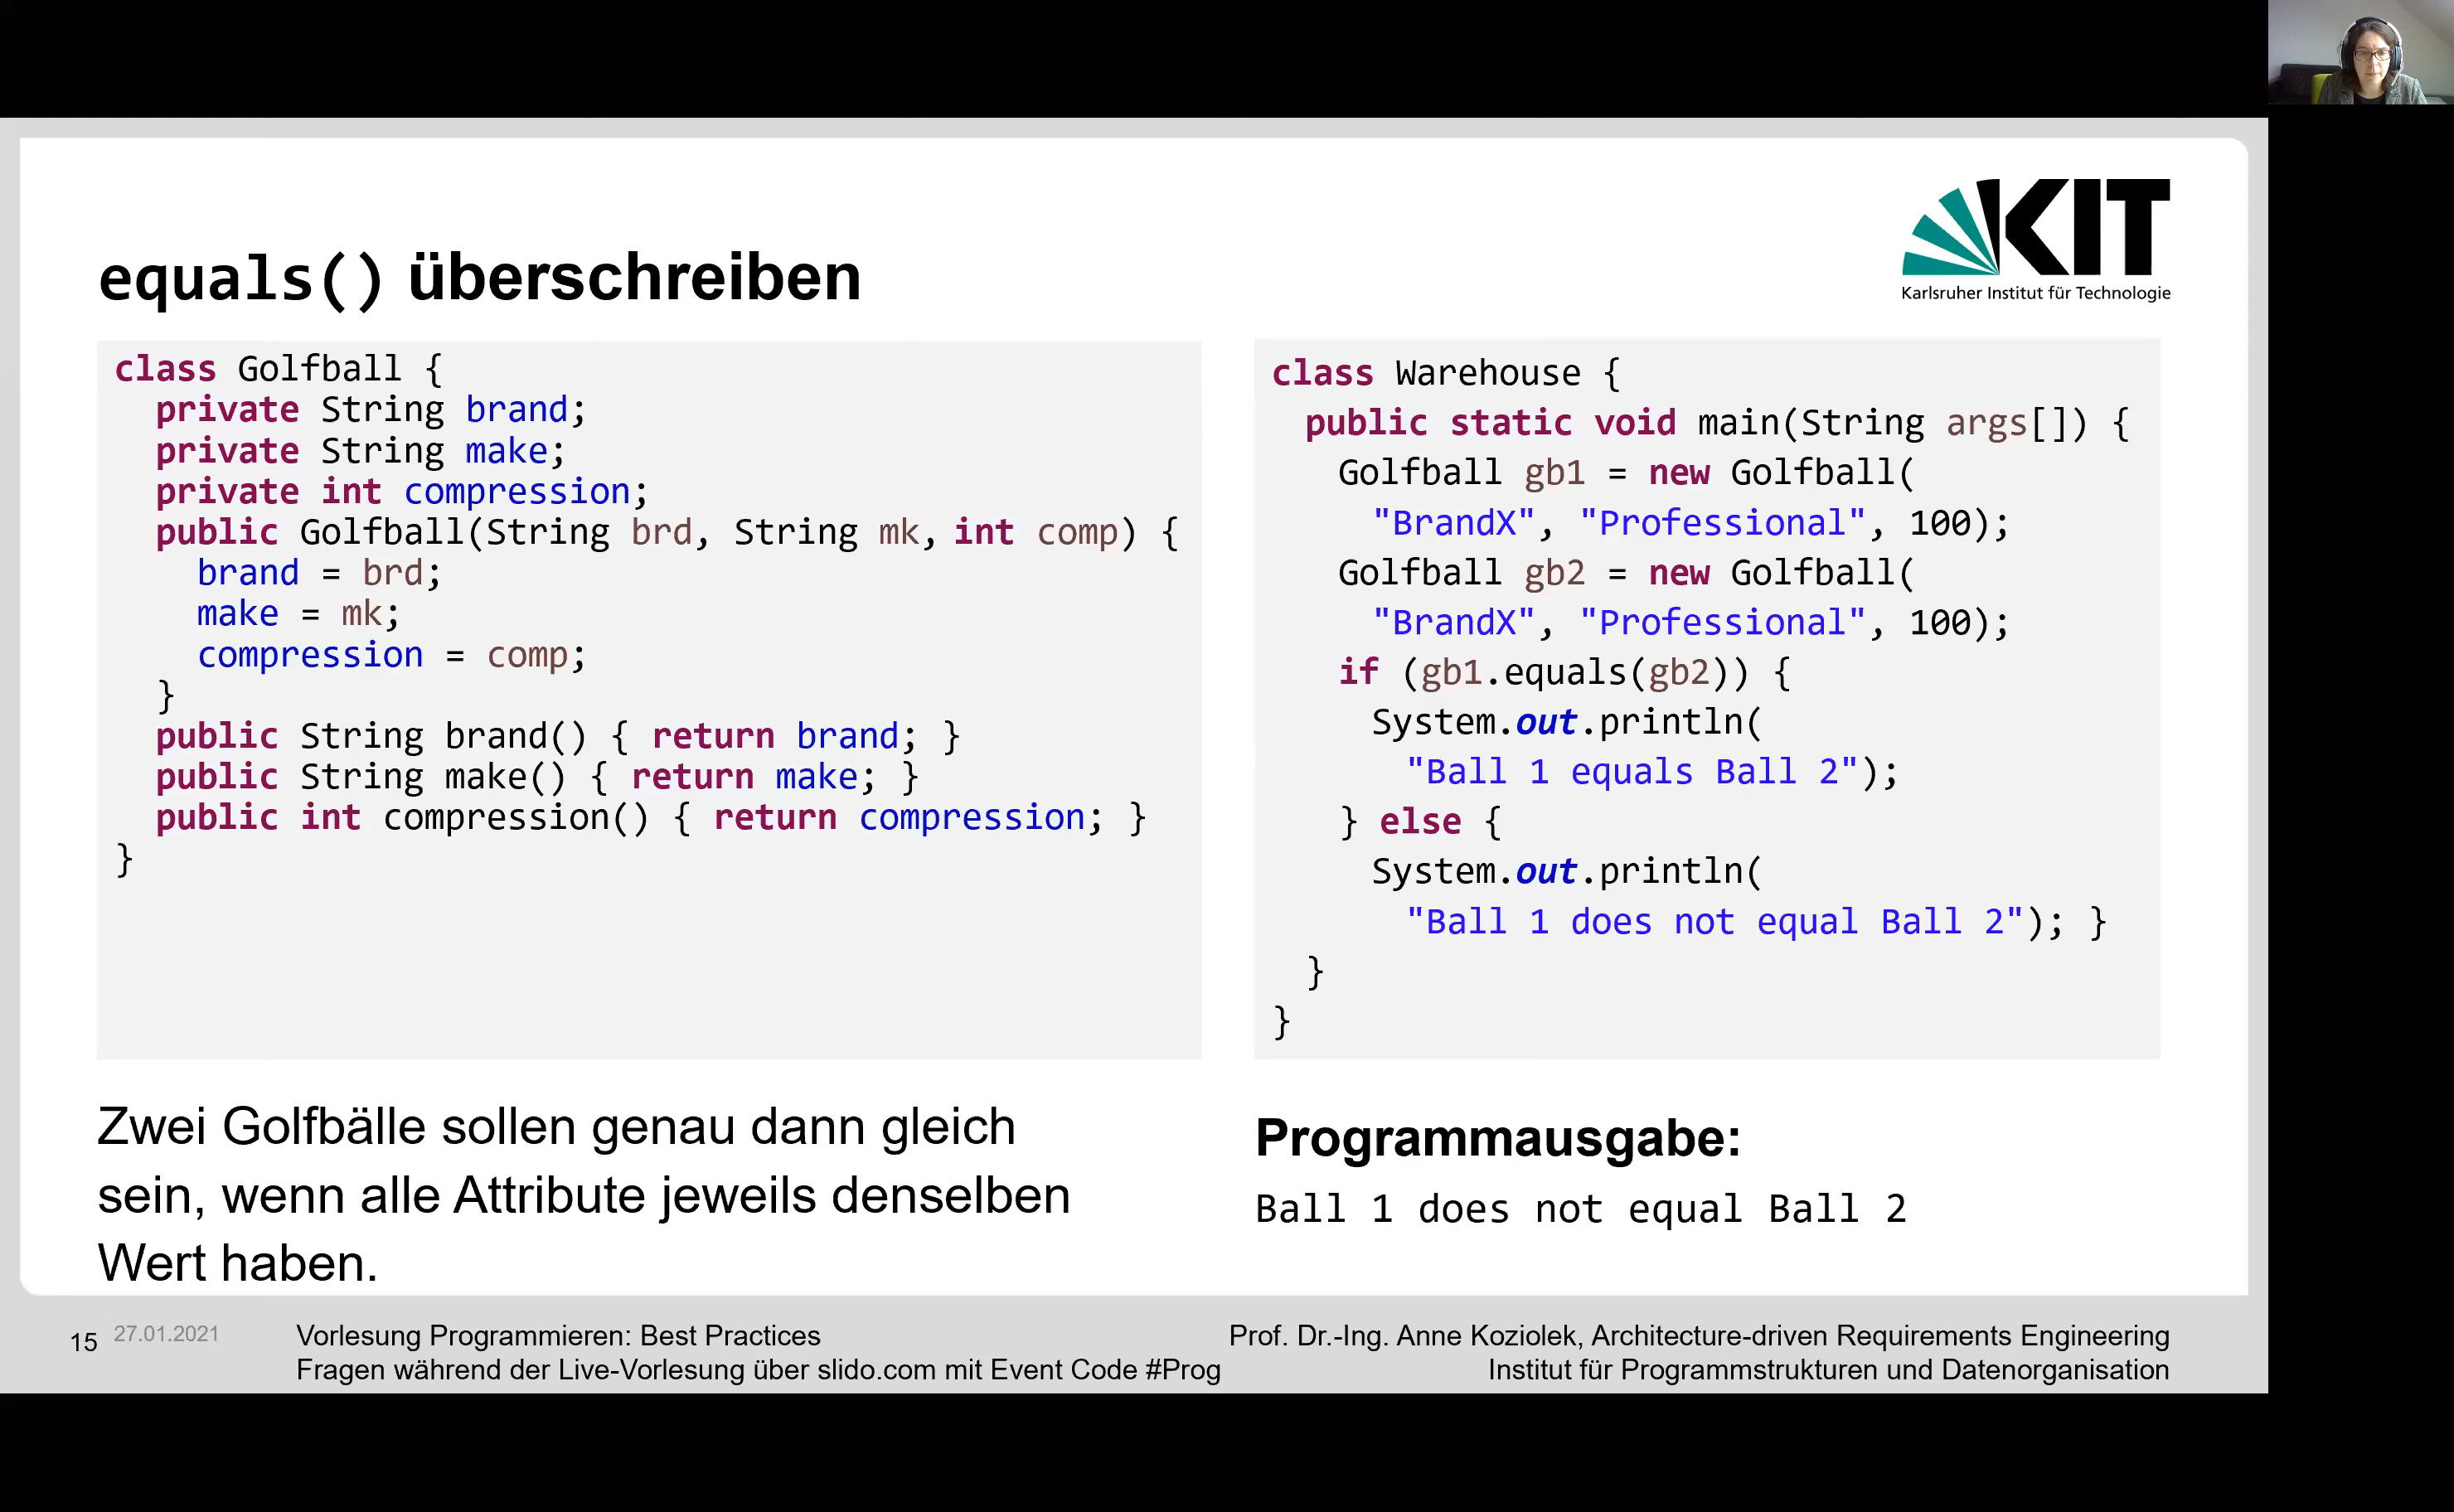 KIT
Karlsruher Institut für Technologie
equals() überschreiben
class Golfball {
private String brand;
private String make;
private int compression;
public Golfball(String brd, String mk, int comp) {
brand = brd;
make = mk;
compression = comp;
}
public String brand() { return brand; }
public String make() { return make; }
public int compression() { return compression; }
}
class Warehouse {
public static void main(String args[]) {
Golfball gb1 = new Golfball(
"BrandX", "Professional", 100);
Golfball gb2 = new Golfball(
"BrandX", "Professional", 100);
if (gb1.equals(gb2)) {
System.out.println(
"Ball 1 equals Ball 2");
} else {
System.out.println(
"Ball 1 does not equal Ball 2"); }
}
}
Zwei Golfbälle sollen genau dann gleich
sein, wenn alle Attribute jeweils denselben
Wert haben.
Programmausgabe:
Ball 1 does not equal Ball 2
15 27.01.2021
Vorlesung Programmieren: Best Practices
Fragen während der Live-Vorlesung über slido.com mit Event Code #Prog
Prof. Dr.-Ing. Anne Koziolek, Architecture-driven Requirements Engineering
Institut für Programmstrukturen und Datenorganisation